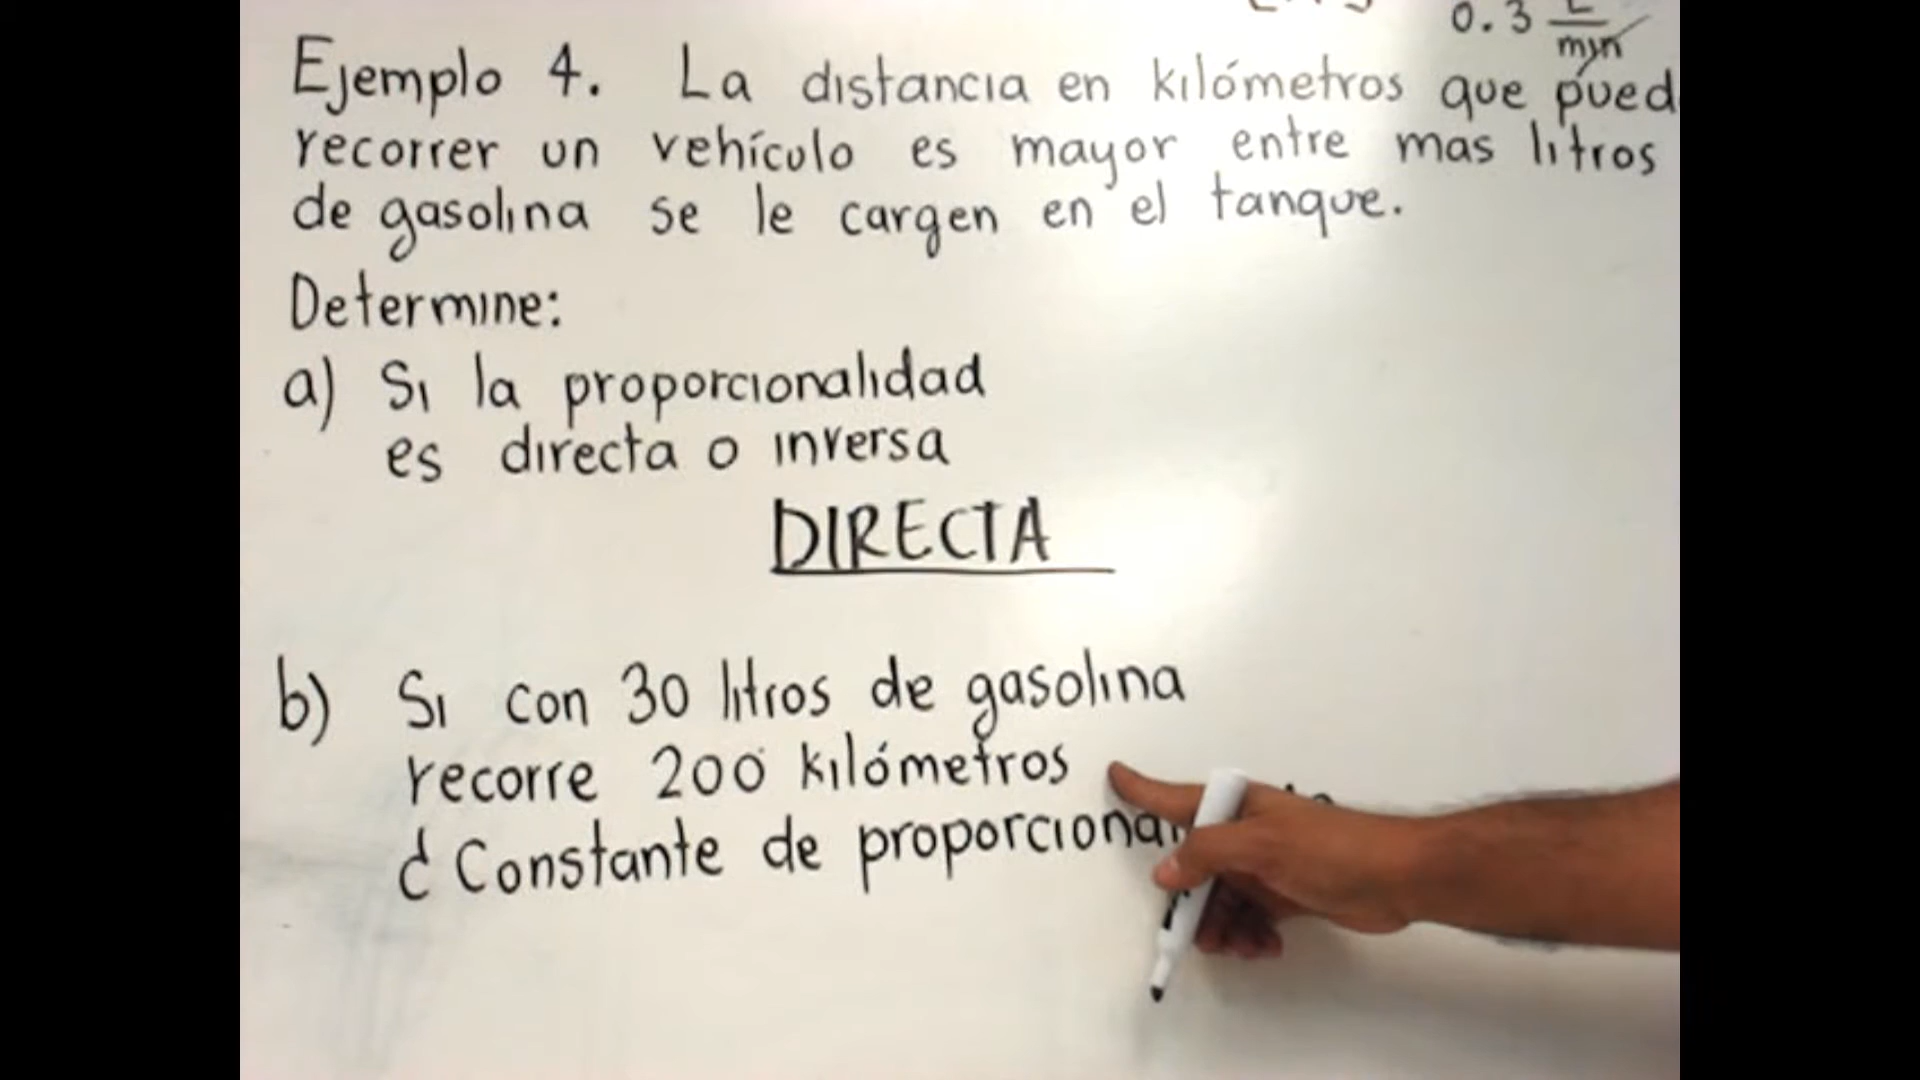 0.3 L/min
Ejemplo 4. La distancia en kilómetros que pued
recorrer un vehículo es mayor entre mas litros
de gasolina se le cargen en el tanque.
Determine:
a) Si la proporcionalidad
es directa o inversa
DIRECTA
b) Si con 30 litros de gasolina
recorre 200 kilómetros
¿Constante de proporciona